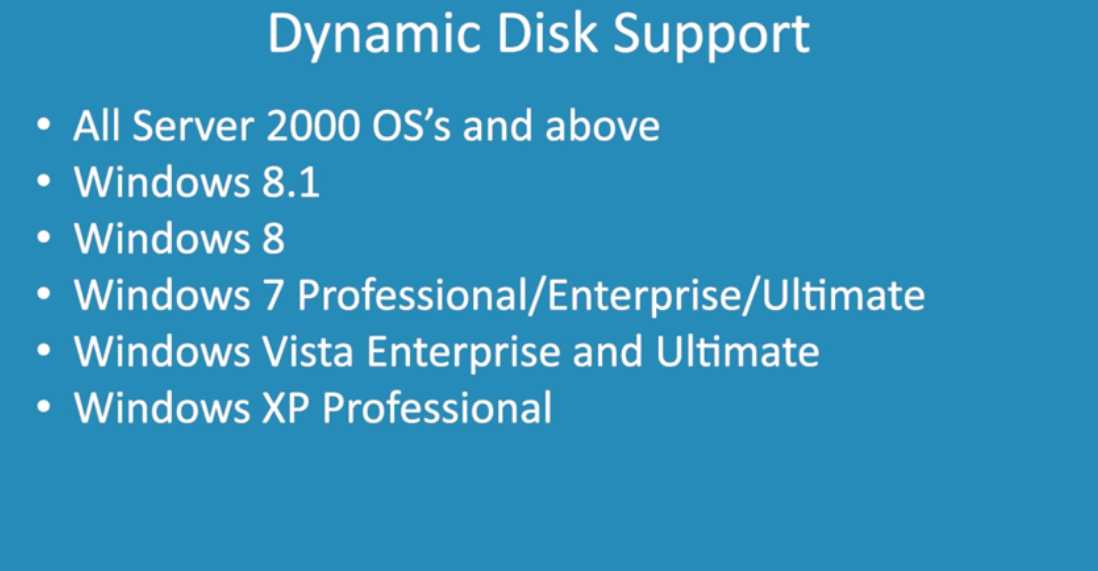 Dynamic Disk Support
• All Server 2000 OS’s and above
• Windows 8.1
• Windows 8
• Windows 7 Professional/Enterprise/Ultimate
• Windows Vista Enterprise and Ultimate
• Windows XP Professional